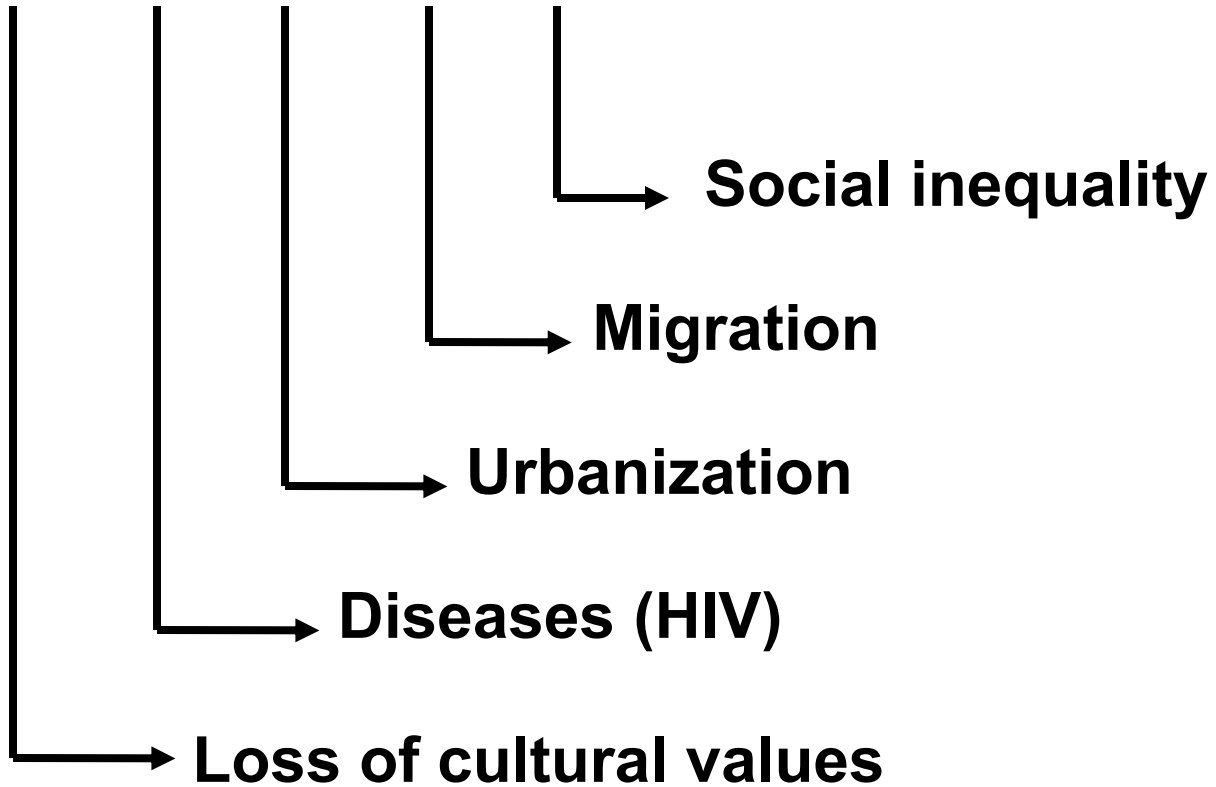 Social inequality
Migration
Urbanization
Diseases (HIV)
Loss of cultural values